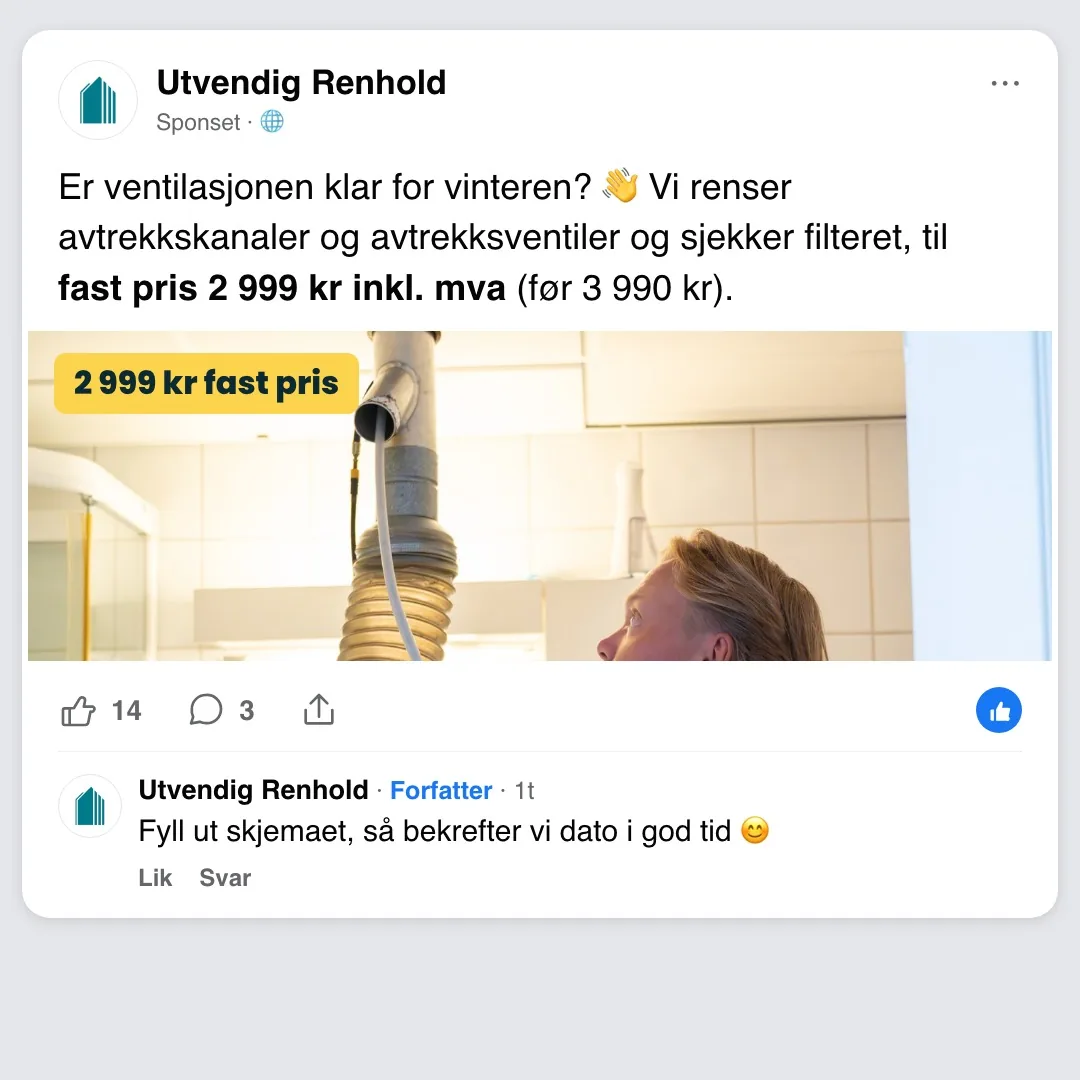 Utvendig Renhold
Sponset ·
Er ventilasjonen klar for vinteren? 👋 Vi renser
avtrekkskanaler og avtrekksventiler og sjekker filteret, til
fast pris 2 999 kr inkl. mva (før 3 990 kr).
2 999 kr fast pris
14 3
Utvendig Renhold · Forfatter · 1t
Fyll ut skjemaet, så bekrefter vi dato i god tid 😊
Lik Svar